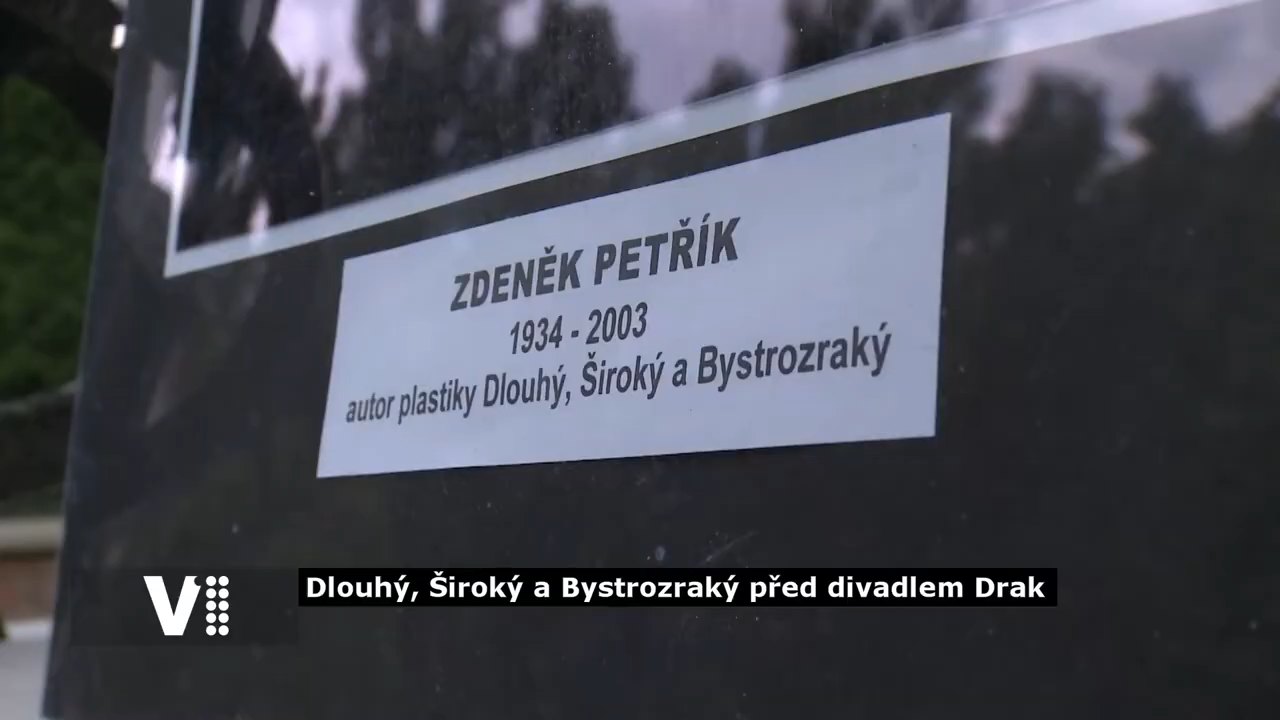 ZDENĚK PETŘÍK
1934 - 2003
autor plastiky Dlouhý, Široký a Bystrozraký
V
Dlouhý, Široký a Bystrozraký před divadlem Drak